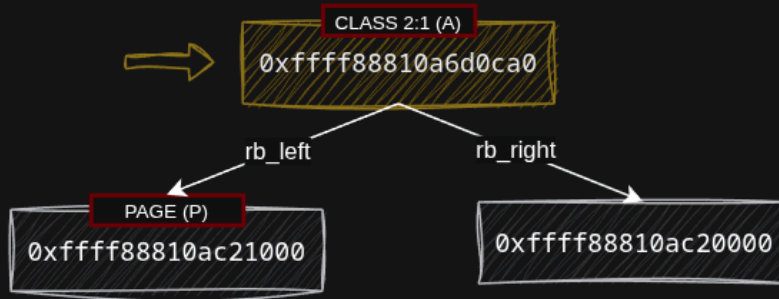 CLASS 2:1 (A)
0xffff88810a6d0ca0
rb_left
rb_right
PAGE (P)
0xffff88810ac21000
0xffff88810ac20000